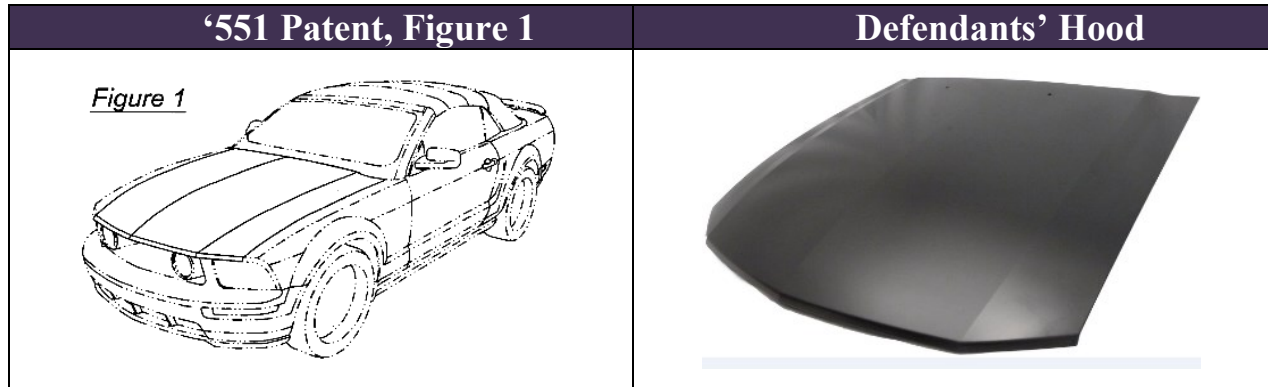 ‘551 Patent, Figure 1
Defendants’ Hood
Figure 1